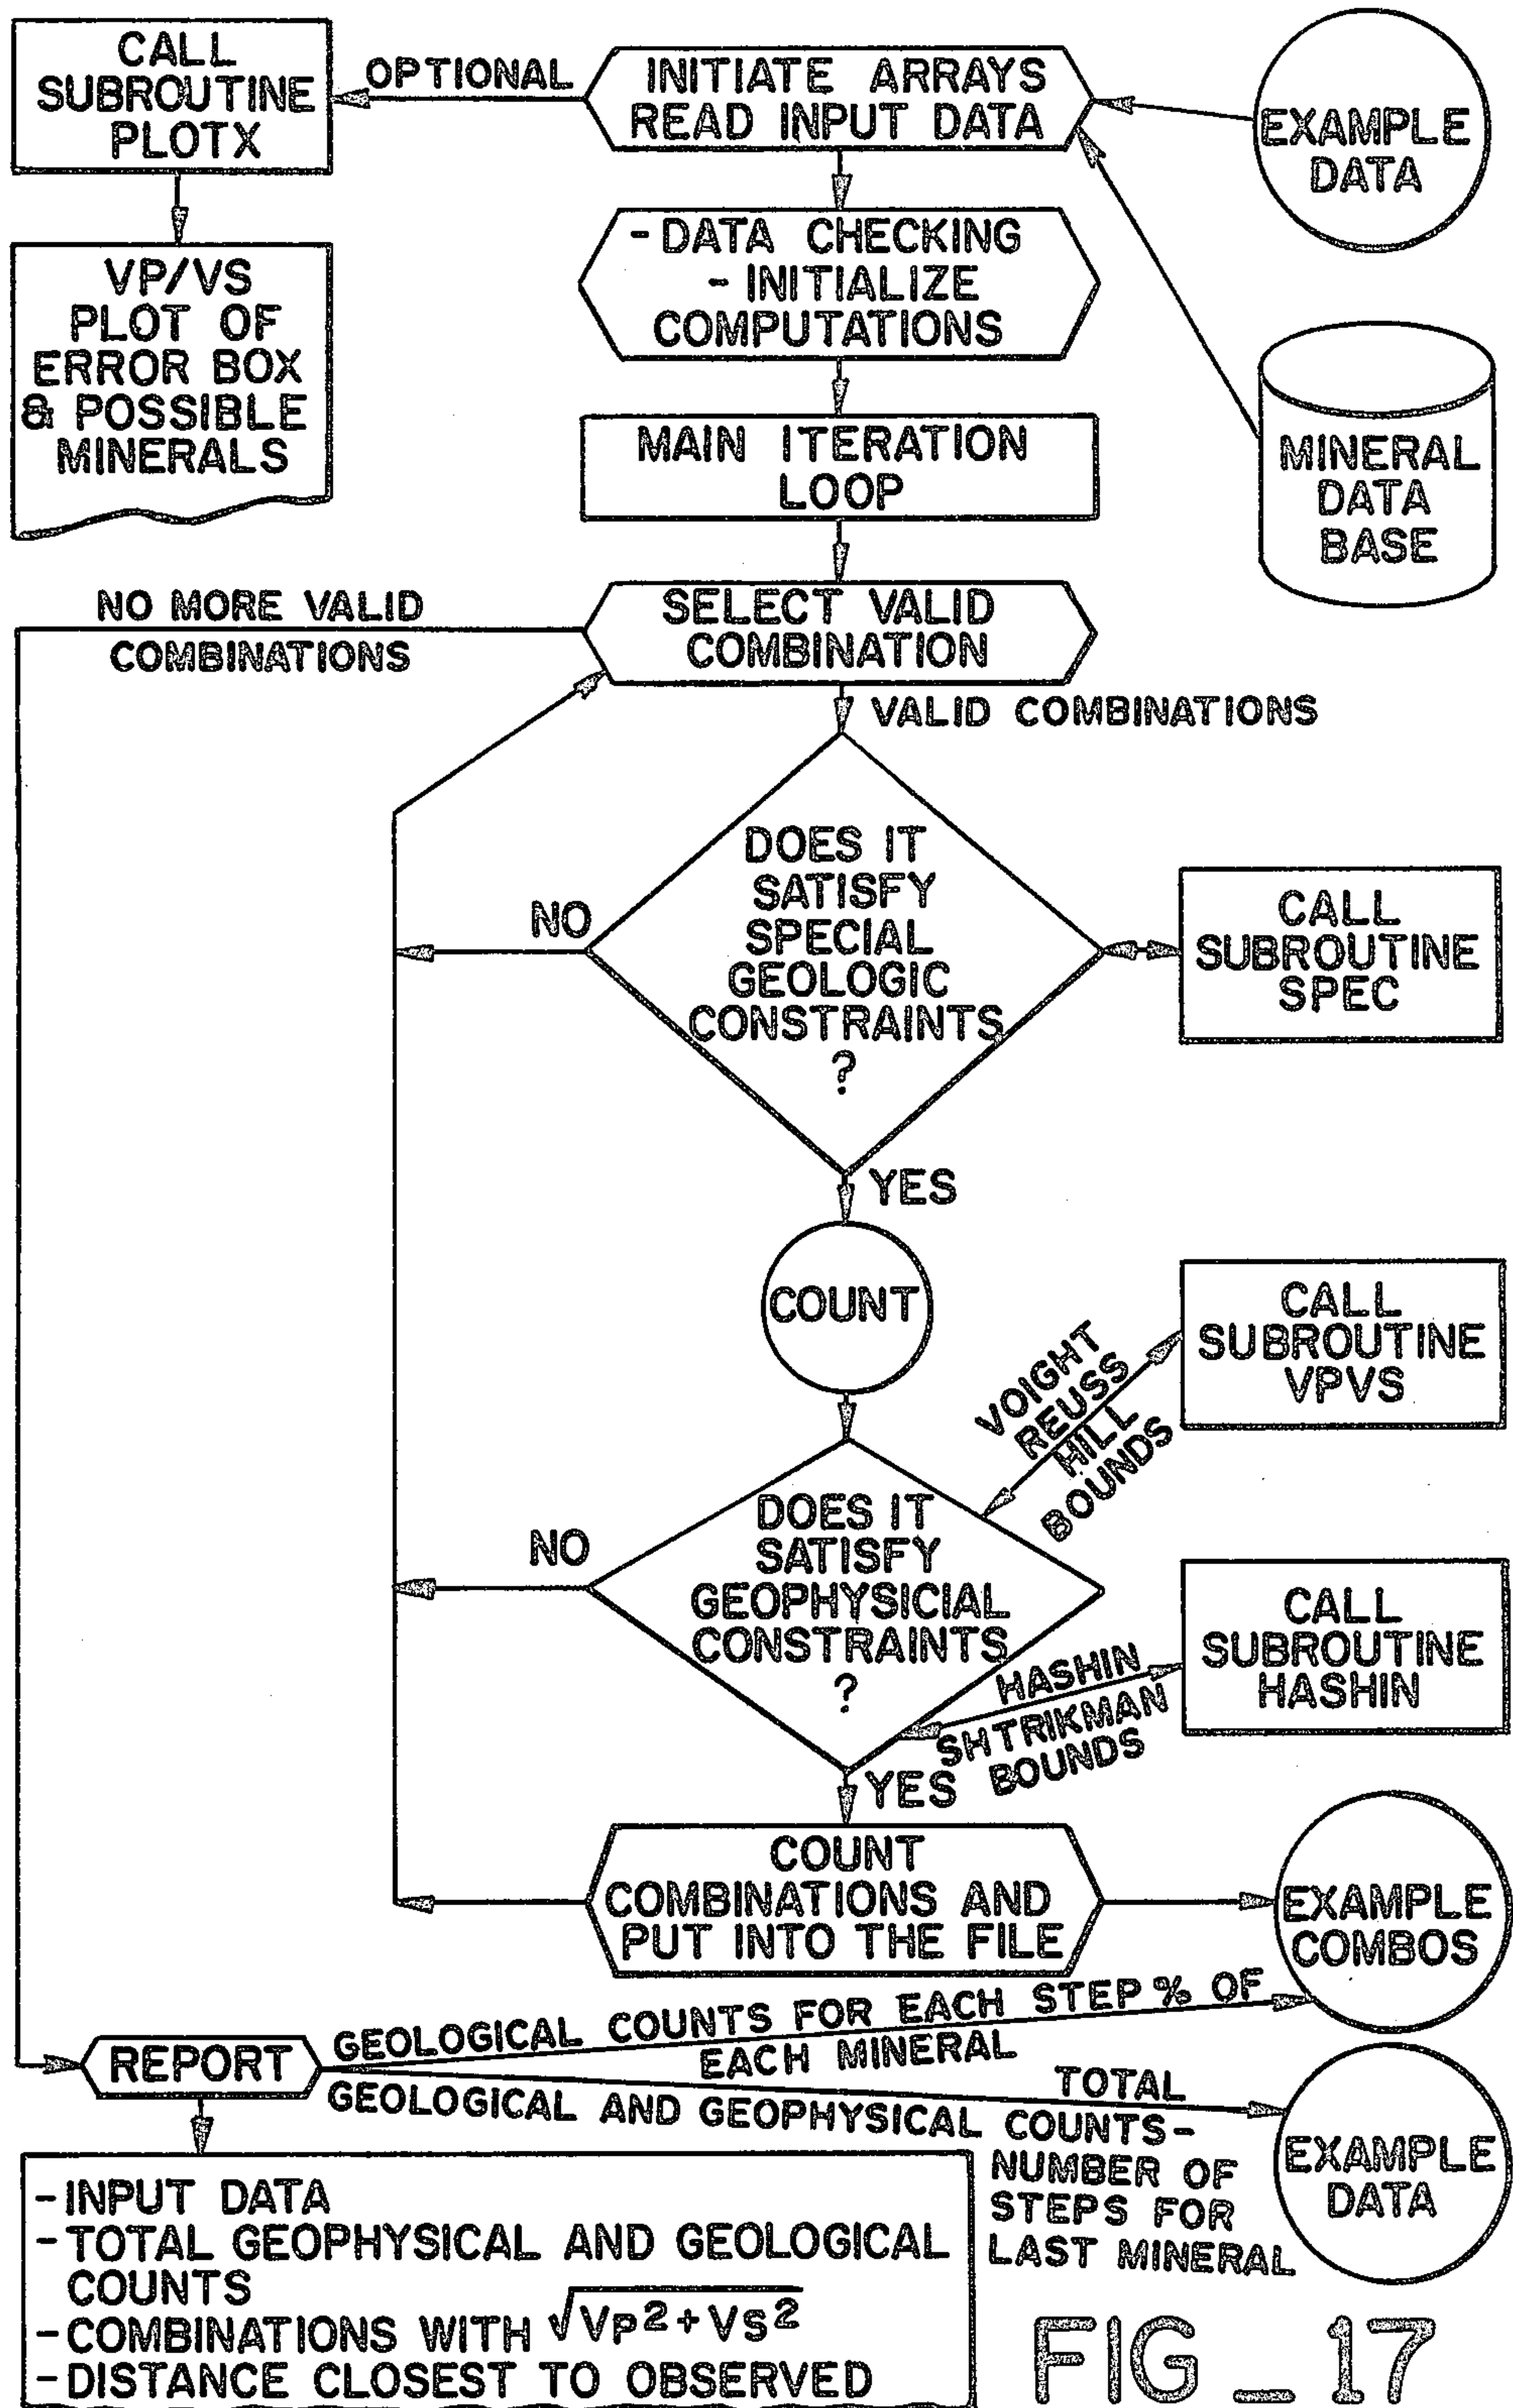 CALL
SUBROUTINE
PLOTX
OPTIONAL
INITIATE ARRAYS
READ INPUT DATA
EXAMPLE
DATA
VP/VS
PLOT OF
ERROR BOX
& POSSIBLE
MINERALS
- DATA CHECKING
- INITIALIZE
COMPUTATIONS
MINERAL
DATA
BASE
MAIN ITERATION
LOOP
NO MORE VALID
COMBINATIONS
SELECT VALID
COMBINATION
VALID COMBINATIONS
DOES IT
SATISFY
SPECIAL
GEOLOGIC
CONSTRAINTS
?
NO
CALL
SUBROUTINE
SPEC
YES
COUNT
VOIGHT
REUSS
HILL
BOUNDS
CALL
SUBROUTINE
VPVS
DOES IT
SATISFY
GEOPHYSICIAL
CONSTRAINTS
?
NO
HASHIN
SHTRIKMAN
BOUNDS
CALL
SUBROUTINE
HASHIN
YES
COUNT
COMBINATIONS AND
PUT INTO THE FILE
EXAMPLE
COMBOS
REPORT
GEOLOGICAL COUNTS FOR EACH STEP % OF
EACH MINERAL
TOTAL
GEOLOGICAL AND GEOPHYSICAL COUNTS-
NUMBER OF
STEPS FOR
LAST MINERAL
EXAMPLE
DATA
- INPUT DATA
- TOTAL GEOPHYSICAL AND GEOLOGICAL
COUNTS
- COMBINATIONS WITH √VP²+VS²
- DISTANCE CLOSEST TO OBSERVED
FIG_17